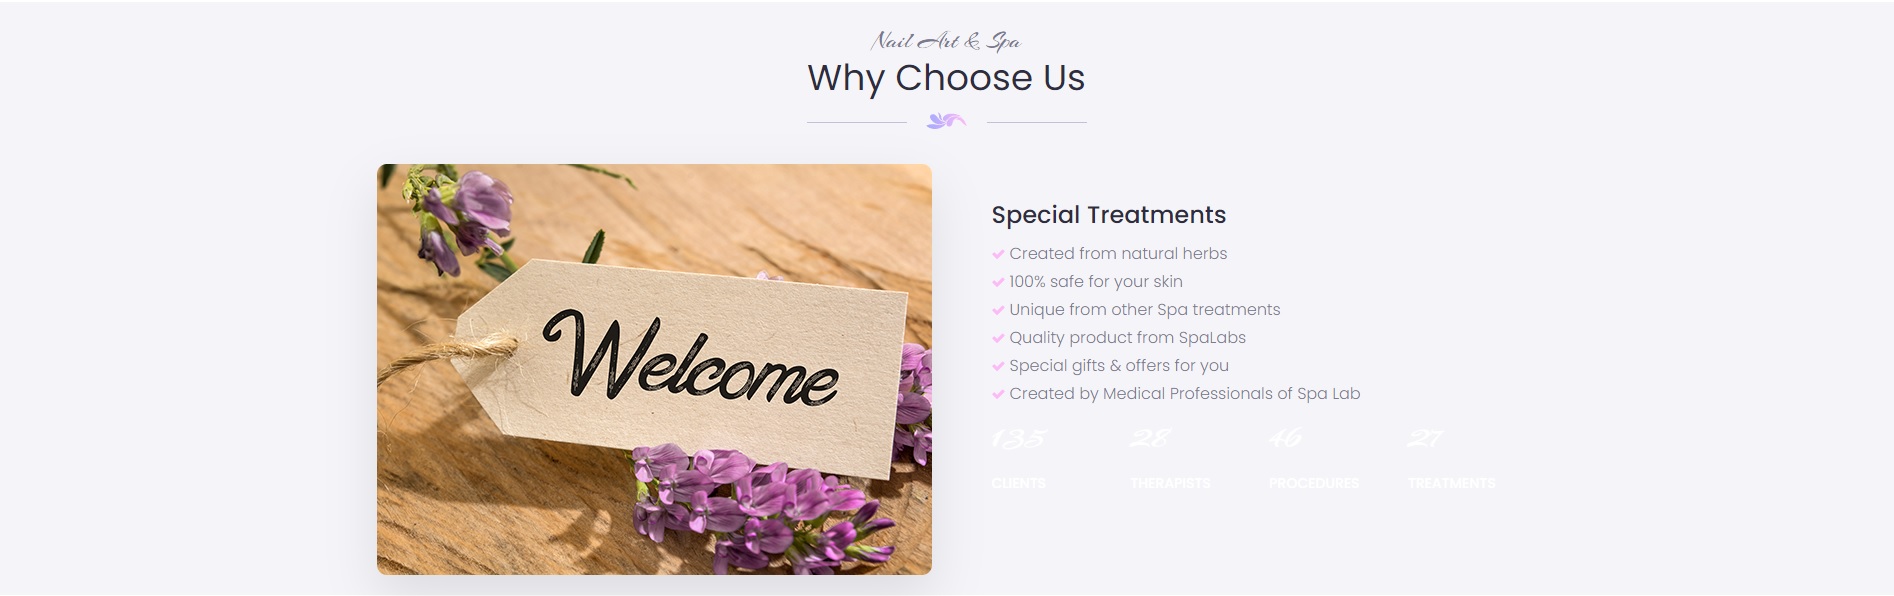 Nail Art & Spa
Why Choose Us
Welcome
Special Treatments
Created from natural herbs
100% safe for your skin
Unique from other Spa treatments
Quality product from SpaLabs
Special gifts & offers for you
Created by Medical Professionals of Spa Lab
135 28 46 27
CLIENTS THERAPISTS PROCEDURES TREATMENTS